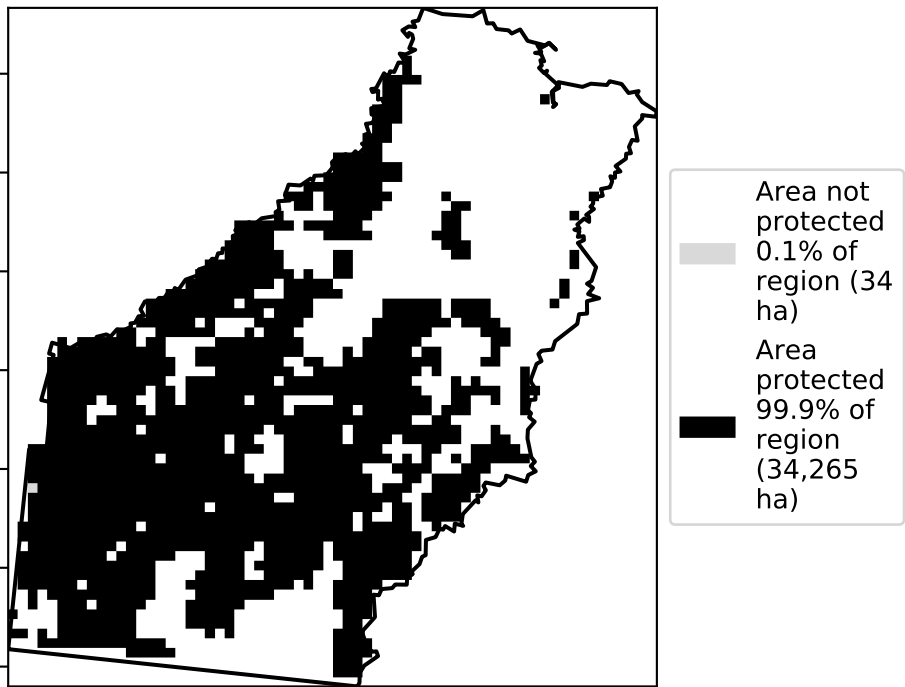 Area not
protected
0.1% of
region (34
ha)
Area
protected
99.9% of
region
(34,265
ha)